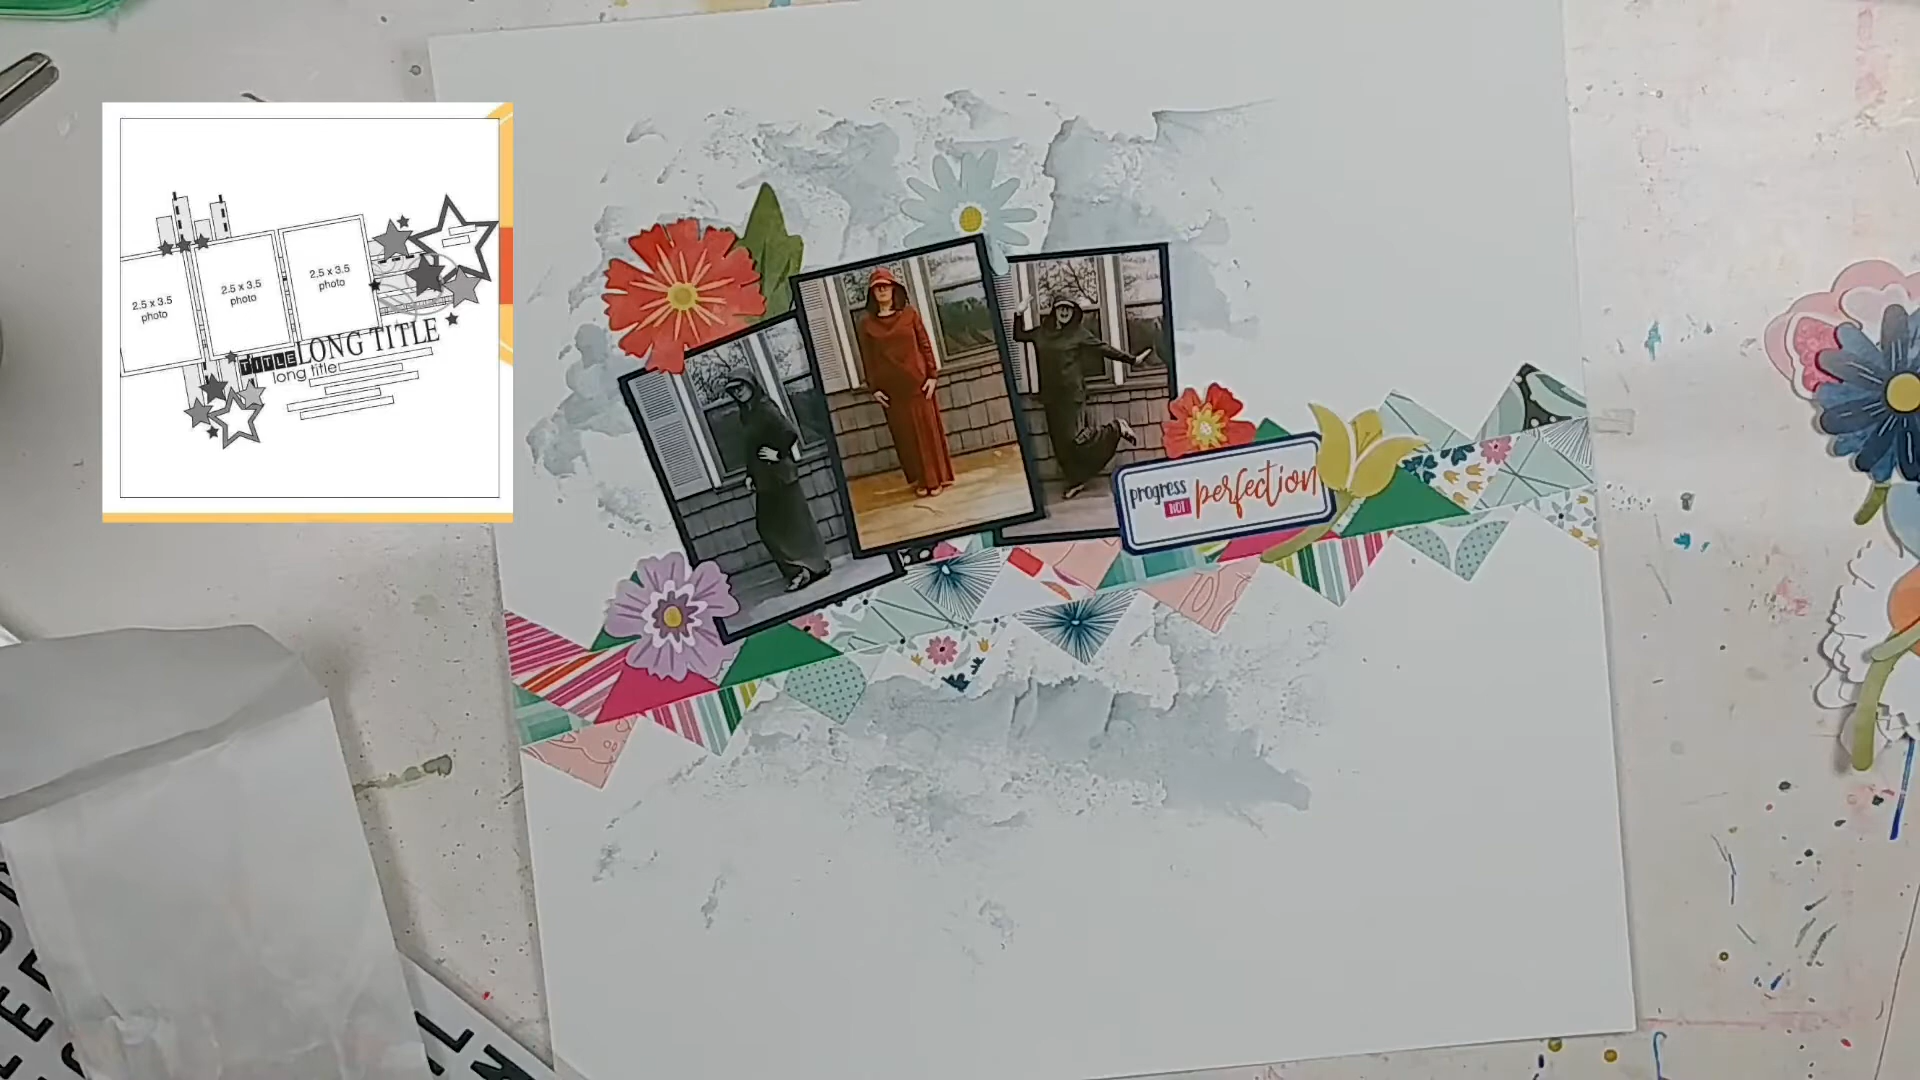 2.5 x 3.5
photo
2.5 x 3.5
photo
2.5 x 3.5
photo
TITLE LONG TITLE
long title
progress
NOT perfection